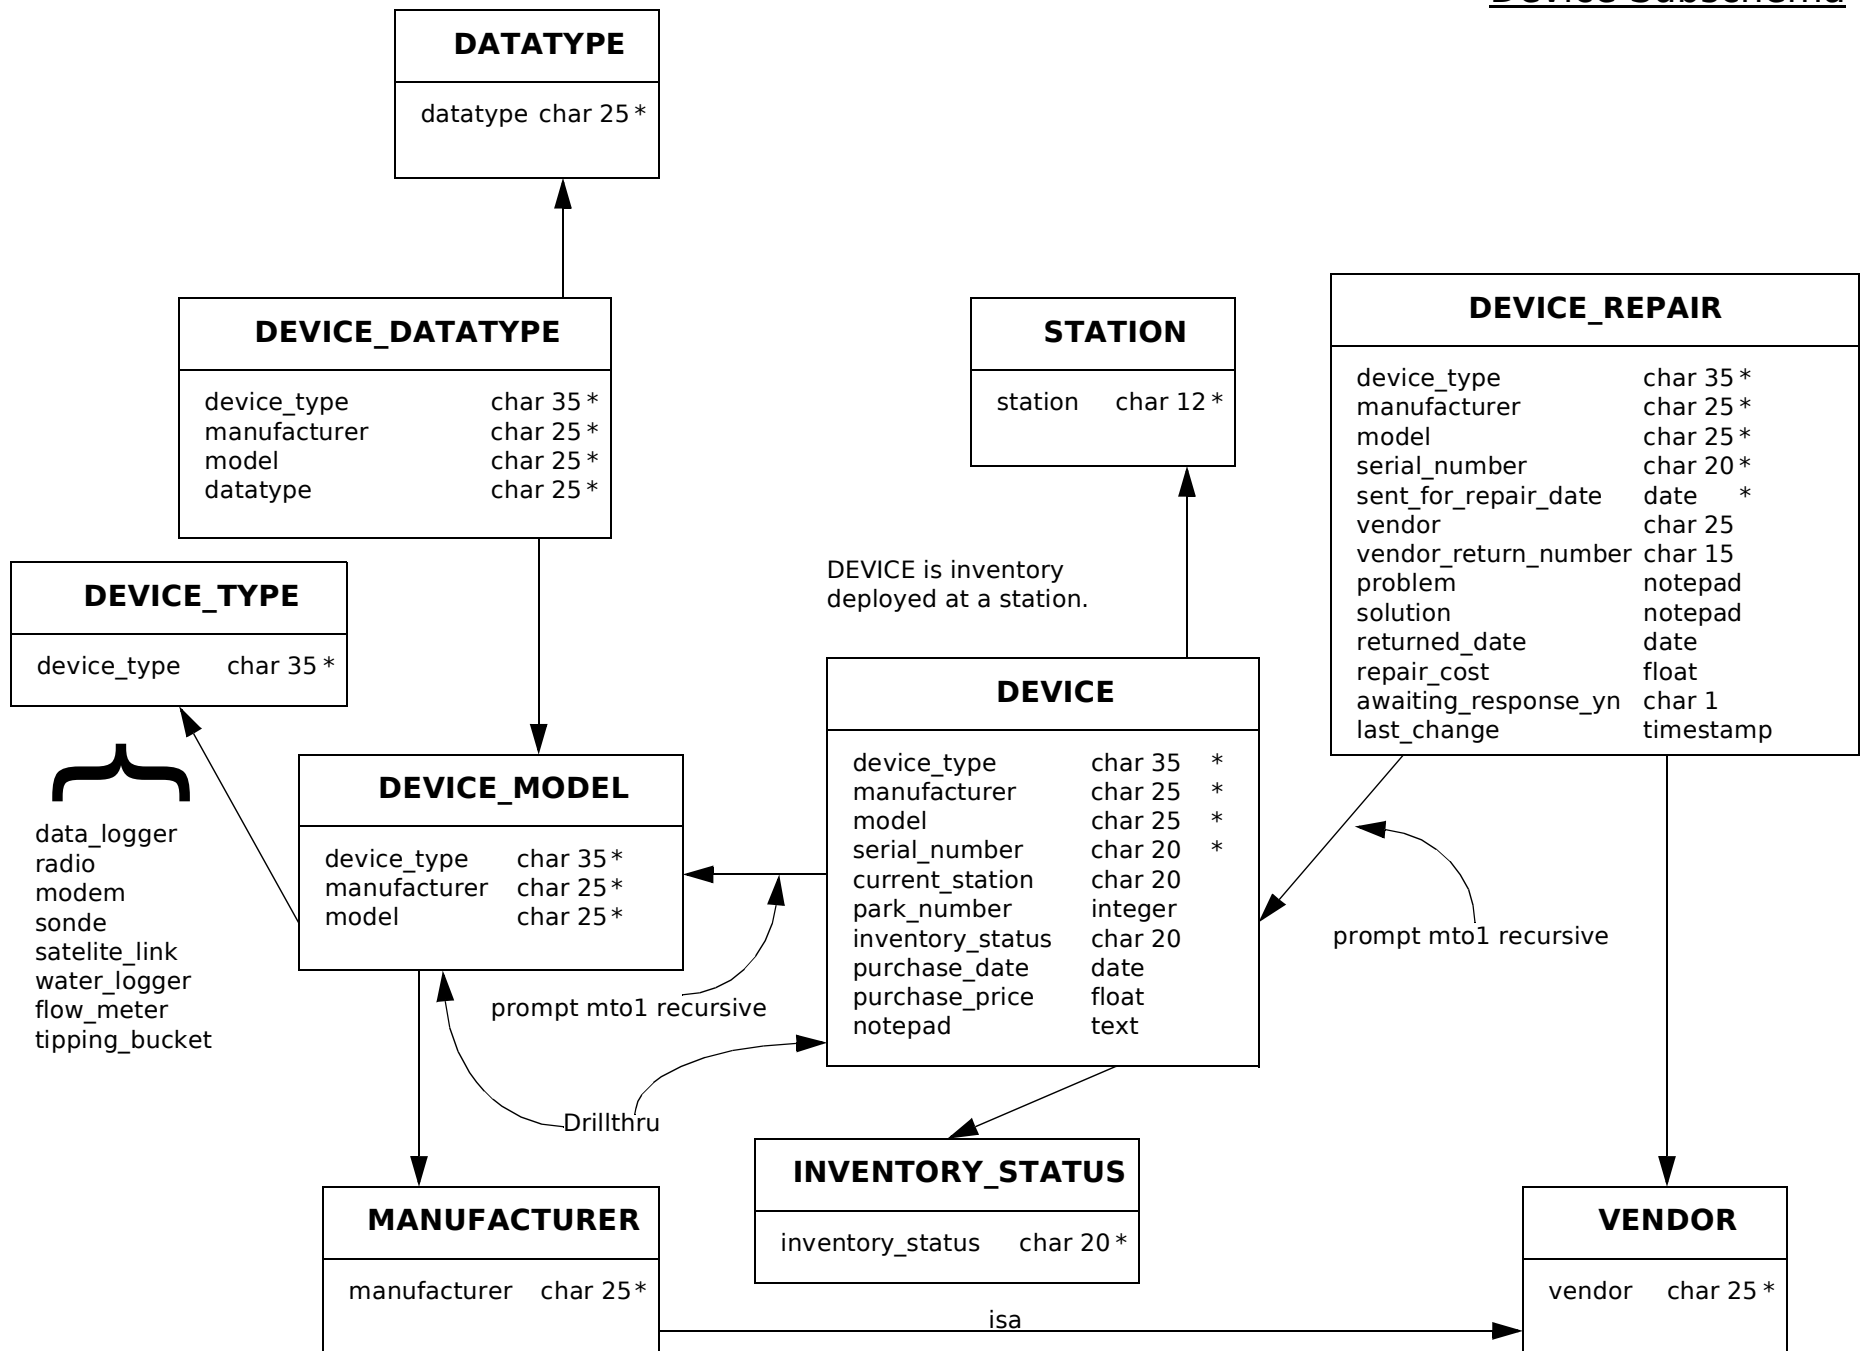 Device Subschema
DATATYPE
datatype char 25 *
DEVICE_DATATYPE
device_type char 35 *
manufacturer char 25 *
model char 25 *
datatype char 25 *
STATION
station char 12 *
DEVICE_REPAIR
device_type char 35 *
manufacturer char 25 *
model char 25 *
serial_number char 20 *
sent_for_repair_date date *
vendor char 25
vendor_return_number char 15
problem notepad
solution notepad
returned_date date
repair_cost float
awaiting_response_yn char 1
last_change timestamp
DEVICE_TYPE
device_type char 35 *
DEVICE is inventory
deployed at a station.
data_logger
radio
modem
sonde
satelite_link
water_logger
flow_meter
tipping_bucket
DEVICE_MODEL
device_type char 35 *
manufacturer char 25 *
model char 25 *
DEVICE
device_type char 35 *
manufacturer char 25 *
model char 25 *
serial_number char 20 *
current_station char 20
park_number integer
inventory_status char 20
purchase_date date
purchase_price float
notepad text
prompt mto1 recursive
prompt mto1 recursive
Drillthru
INVENTORY_STATUS
inventory_status char 20 *
MANUFACTURER
manufacturer char 25 *
isa
VENDOR
vendor char 25 *